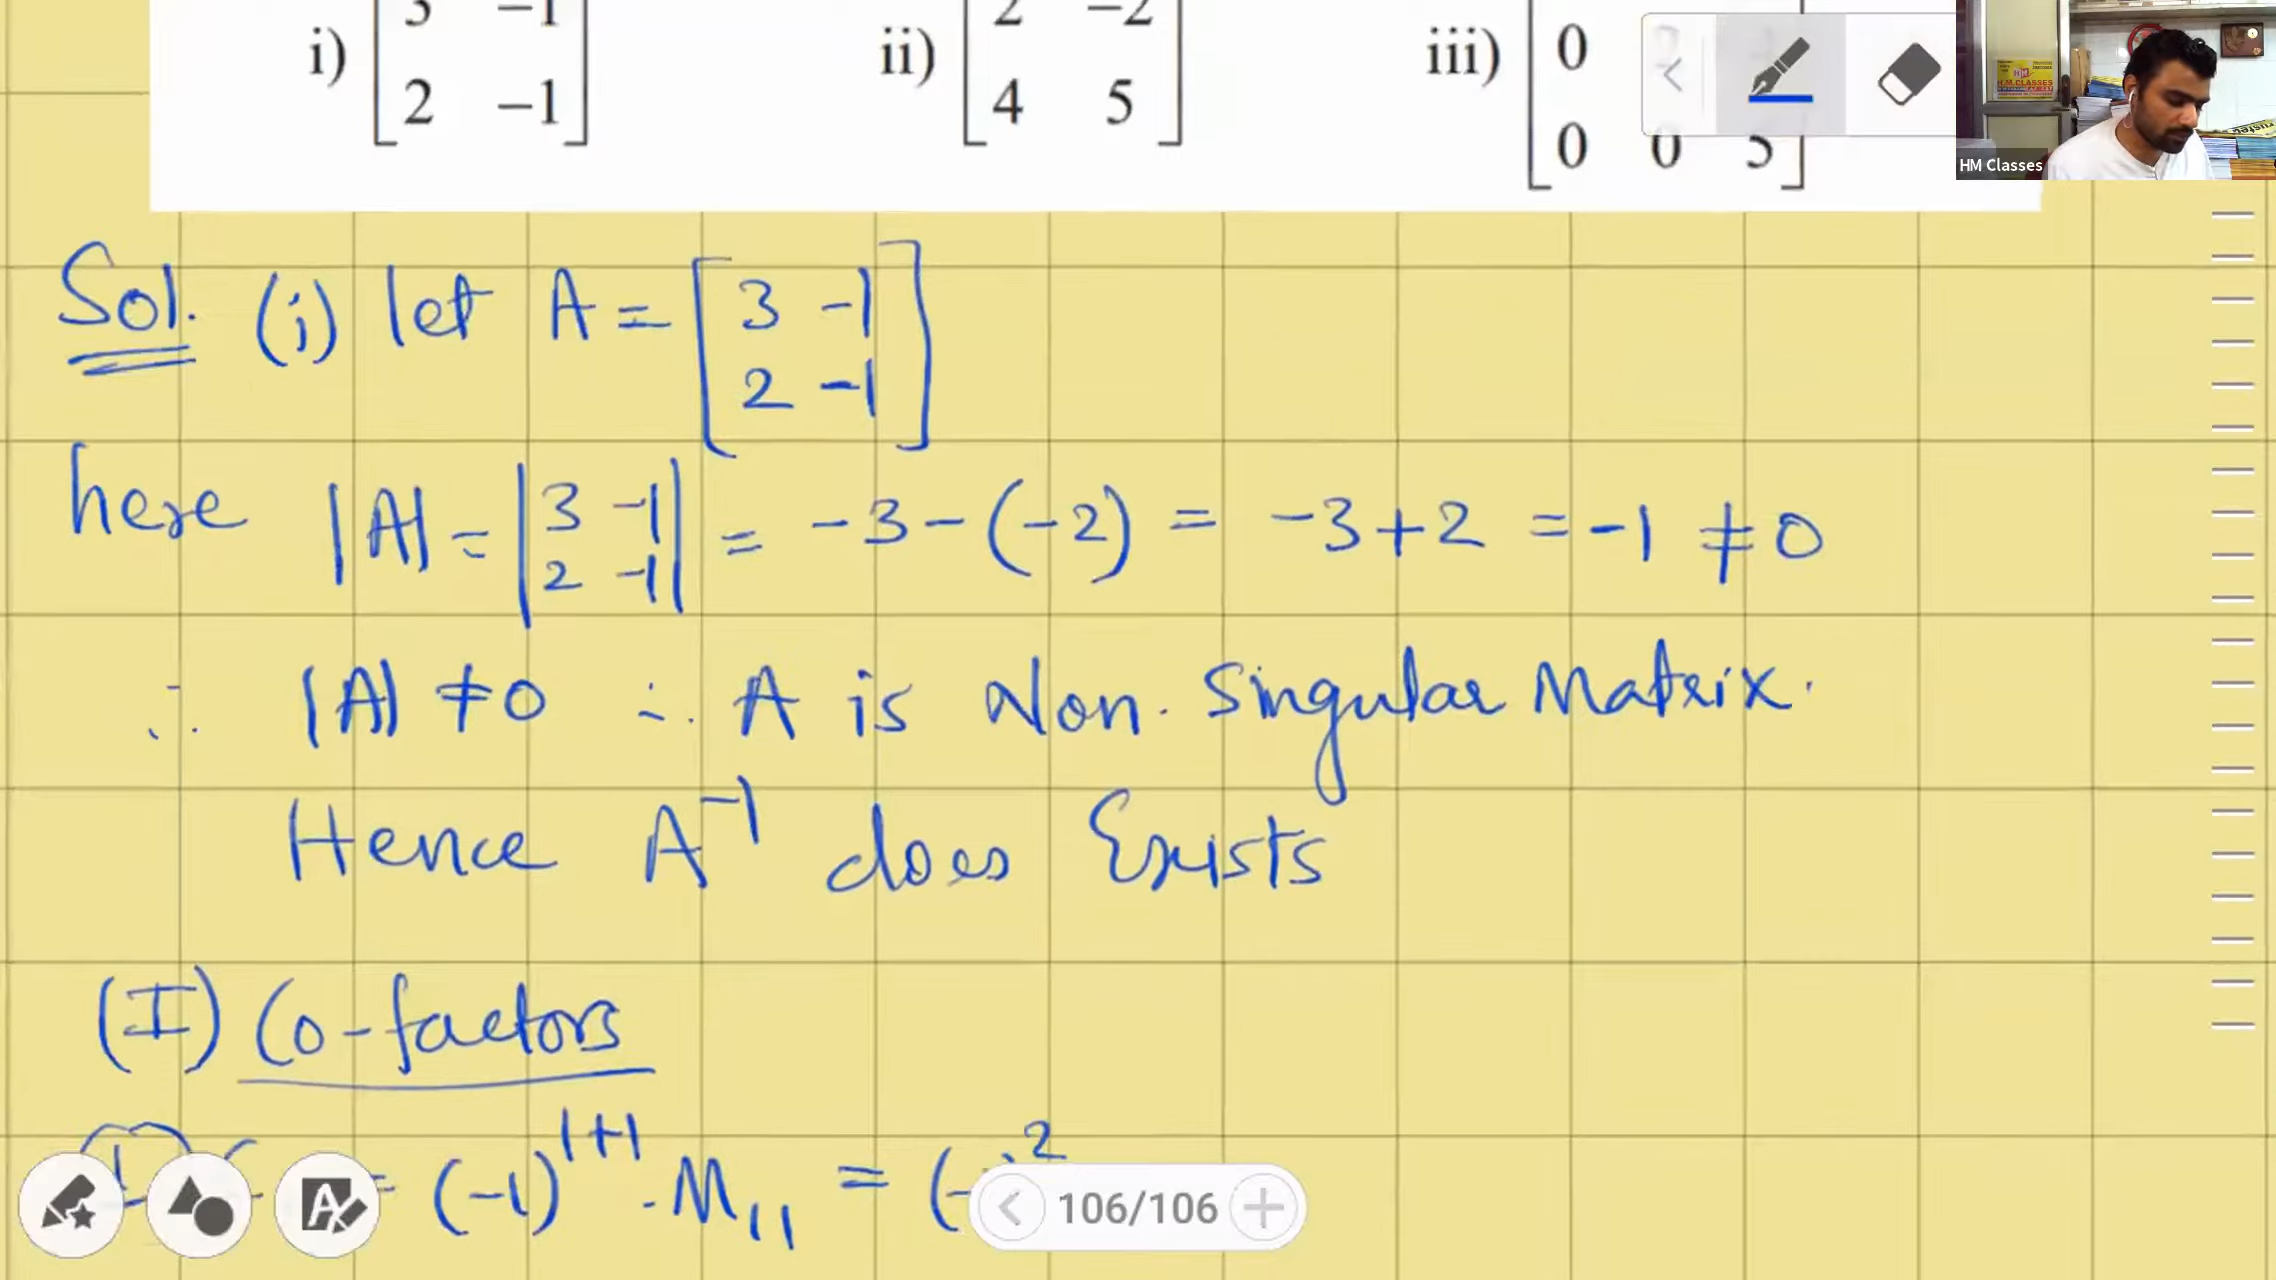 i) [3 -1
2 -1]
ii) [2 -2
4 5]
iii) [0
0 0 5]
H.M.CLASSES
HM Classes
Sol. (i) let A = [3 -1
2 -1]
here |A| = |3 -1
2 -1| = -3-(-2) = -3+2 = -1 ≠ 0
∴ |A| ≠ 0 ∴ A is Non-Singular Matrix.
Hence A⁻¹ does Exists
(I) Co-factors
= (-1)¹⁺¹ . M₁₁ = (-
106/106